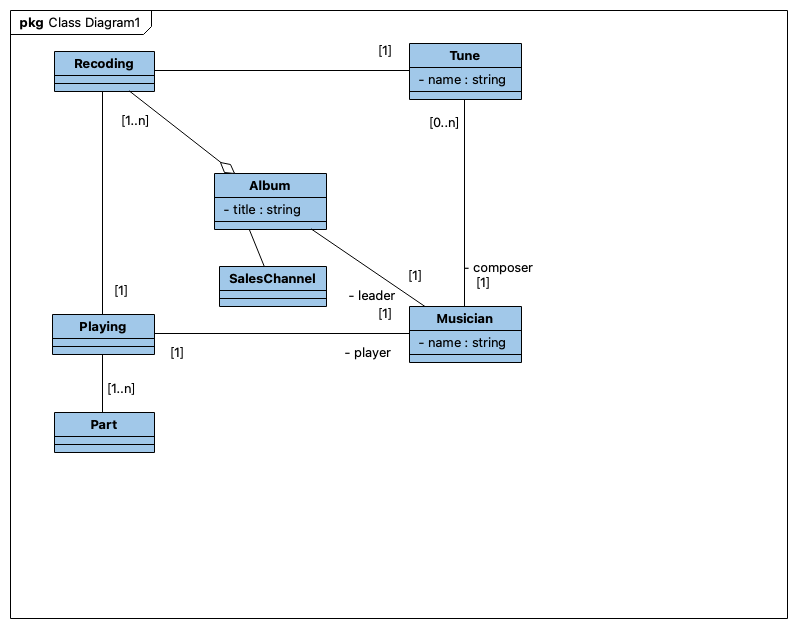 pkg Class Diagram1
Recoding
[1]
Tune
- name : string
[1..n]
[0..n]
Album
- title : string
SalesChannel
- composer
[1]
[1]
- leader
[1]
[1]
Playing
Musician
- name : string
[1]
- player
[1..n]
Part